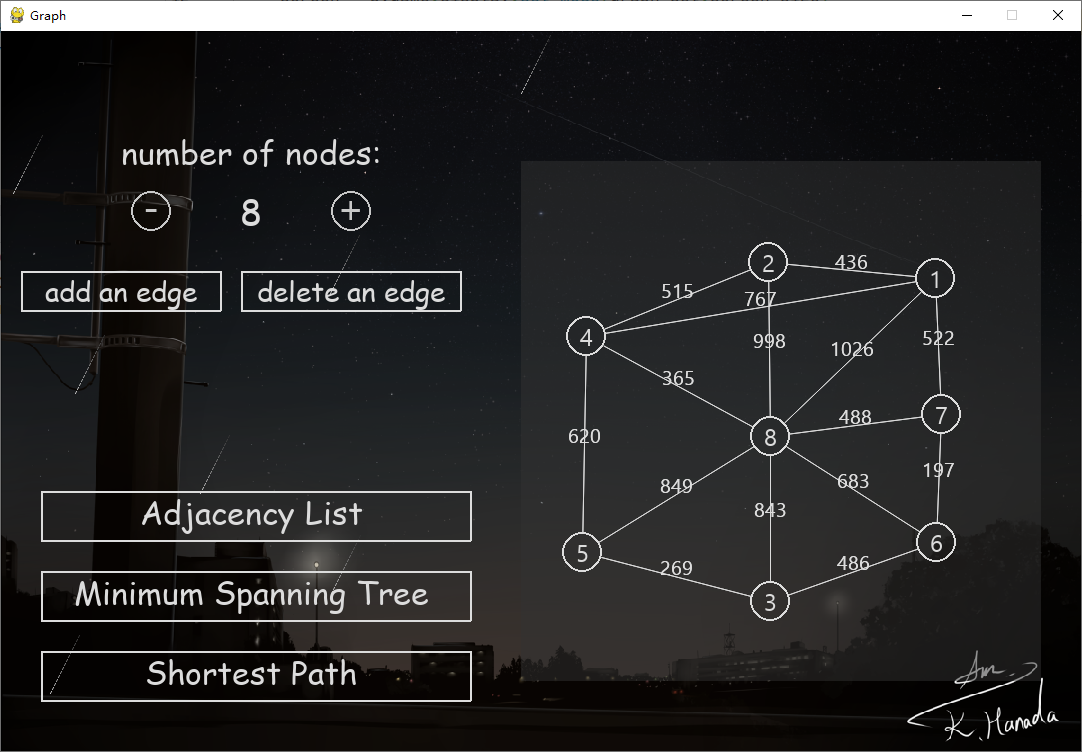 Graph
number of nodes:
- 8 +
add an edge
delete an edge
Adjacency List
Minimum Spanning Tree
Shortest Path
2
436
1
515
767
4
998
1026
522
365
488
7
620
8
849
683
197
843
5
269
486
6
3
K. Hanada